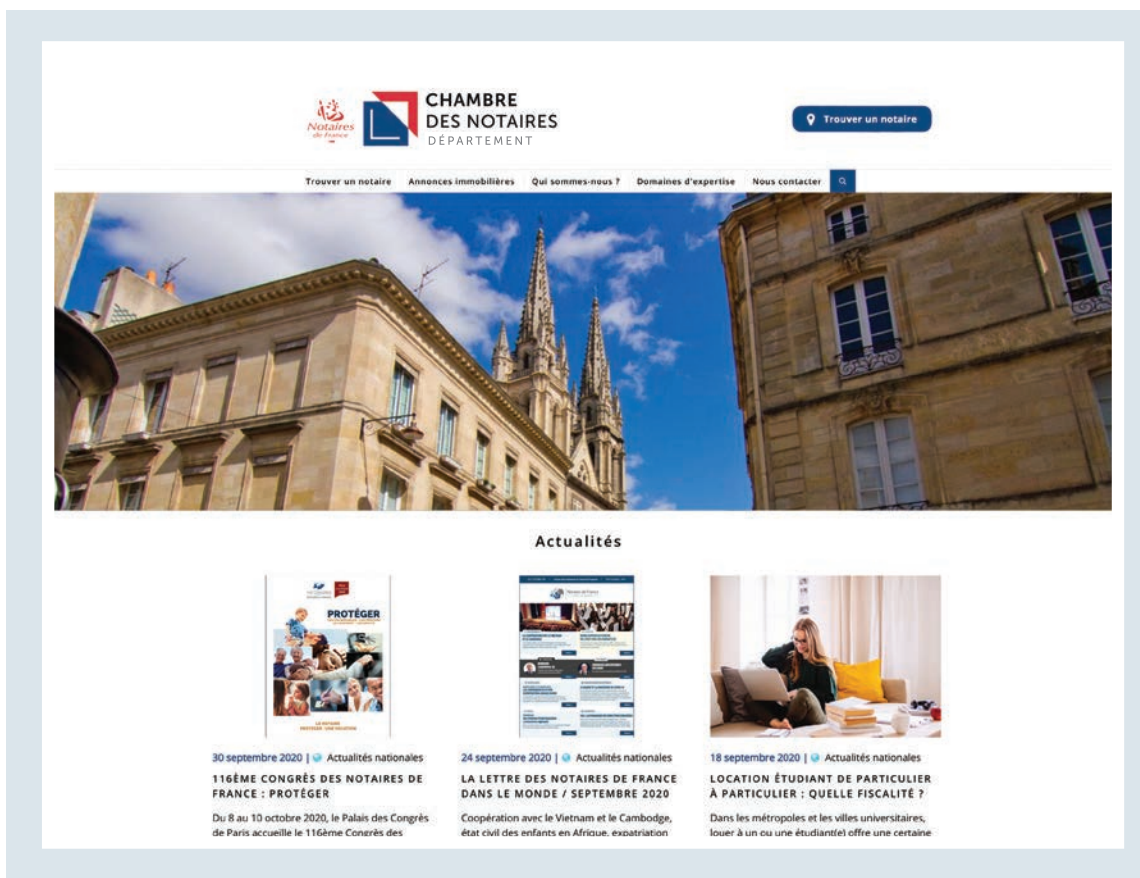 Notaires
de France
CHAMBRE
DES NOTAIRES
DÉPARTEMENT
Trouver un notaire
Trouver un notaire Annonces immobilières Qui sommes-nous ? Domaines d'expertise Nous contacter
Actualités
PROTÉGER
30 septembre 2020 | Actualités nationales
116ÈME CONGRÈS DES NOTAIRES DE
FRANCE : PROTÉGER
Du 8 au 10 octobre 2020, le Palais des Congrès
de Paris accueille le 116ème Congrès des
24 septembre 2020 | Actualités nationales
LA LETTRE DES NOTAIRES DE FRANCE
DANS LE MONDE / SEPTEMBRE 2020
Coopération avec le Vietnam et le Cambodge,
état civil des enfants en Afrique, expatriation
18 septembre 2020 | Actualités nationales
LOCATION ÉTUDIANT DE PARTICULIER
À PARTICULIER : QUELLE FISCALITÉ ?
Dans les métropoles et les villes universitaires,
louer à un ou une étudiant(e) offre une certaine